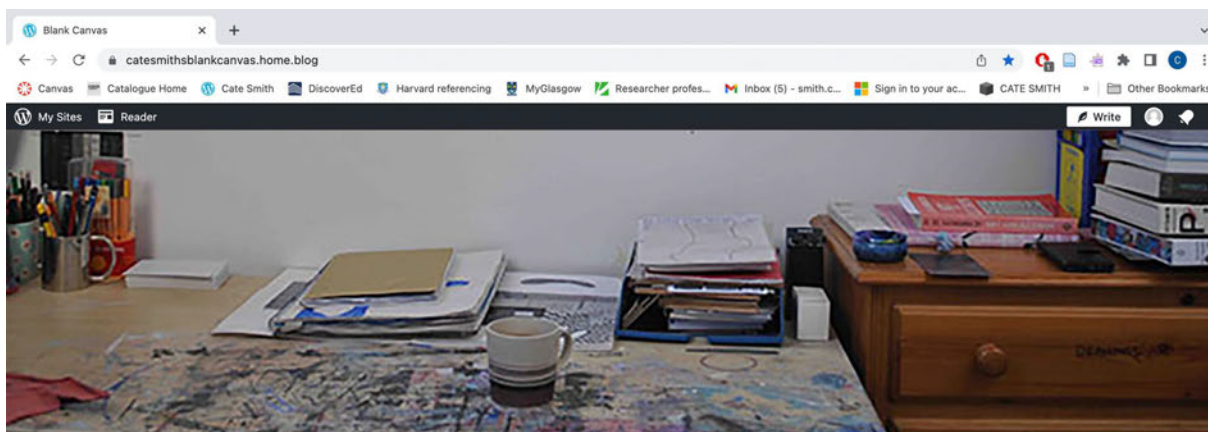 Blank Canvas
catesmithsblankcanvas.home.blog
Canvas Catalogue Home Cate Smith DiscoverEd Harvard referencing MyGlasgow Researcher profes... Inbox (5) - smith.c... Sign in to your ac... CATE SMITH » Other Bookmarks
My Sites Reader Write